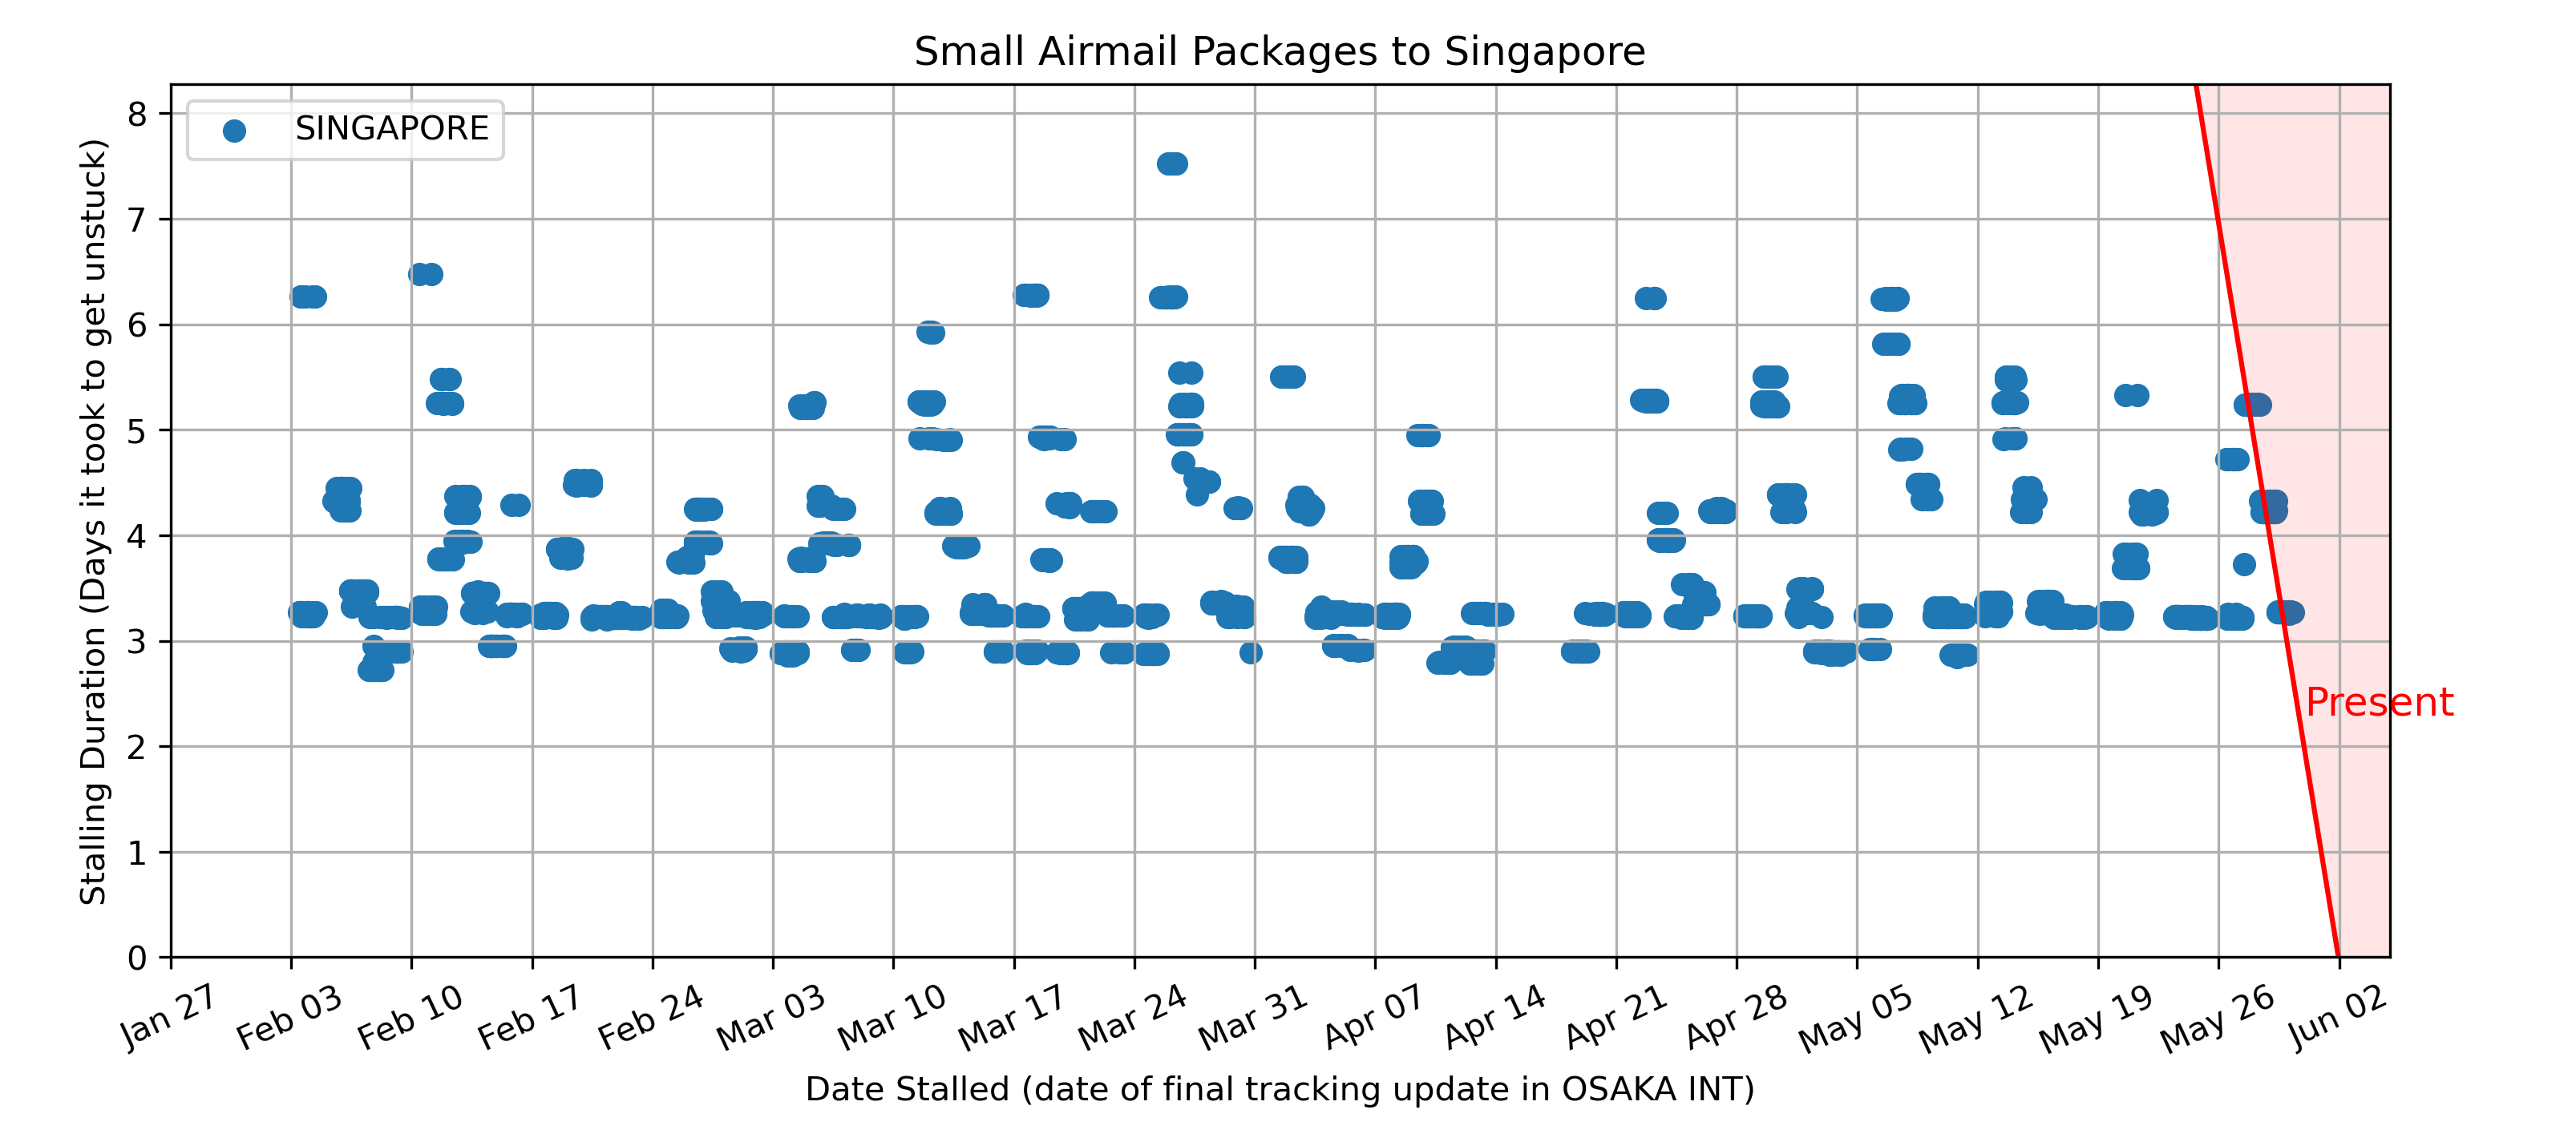 Small Airmail Packages to Singapore
SINGAPORE
Stalling Duration (Days it took to get unstuck)
8
7
6
5
4
3
2
1
0
Present
Jan 27
Feb 03
Feb 10
Feb 17
Feb 24
Mar 03
Mar 10
Mar 17
Mar 24
Mar 31
Apr 07
Apr 14
Apr 21
Apr 28
May 05
May 12
May 19
May 26
Jun 02
Date Stalled (date of final tracking update in OSAKA INT)